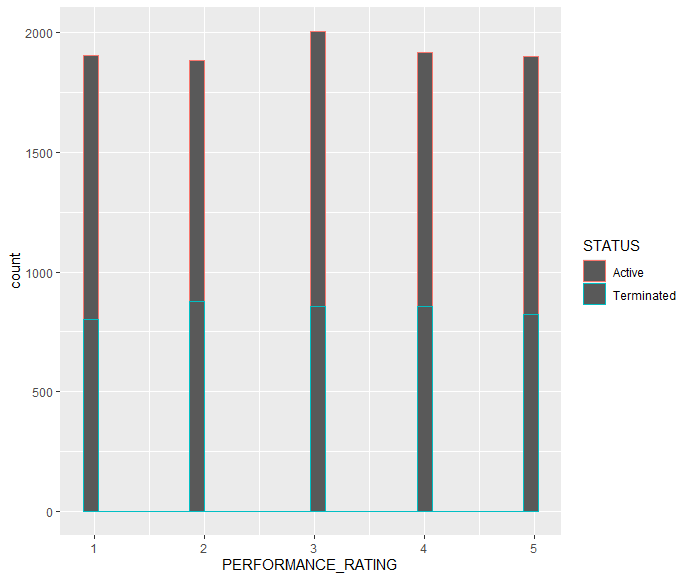 2000
1500
1000
500
0
count
1
2
3
4
5
PERFORMANCE_RATING
STATUS
Active
Terminated